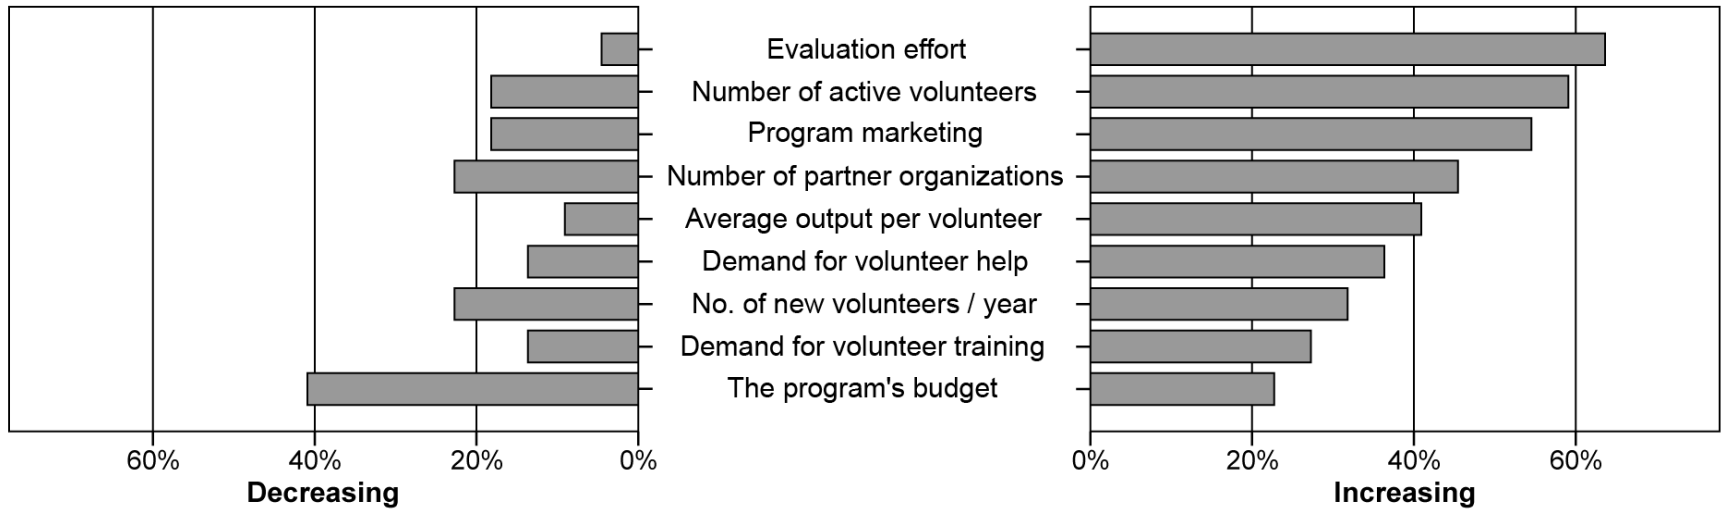 Evaluation effort
Number of active volunteers
Program marketing
Number of partner organizations
Average output per volunteer
Demand for volunteer help
No. of new volunteers / year
Demand for volunteer training
The program's budget
60% 40% 20% 0% 0% 20% 40% 60%
Decreasing Increasing